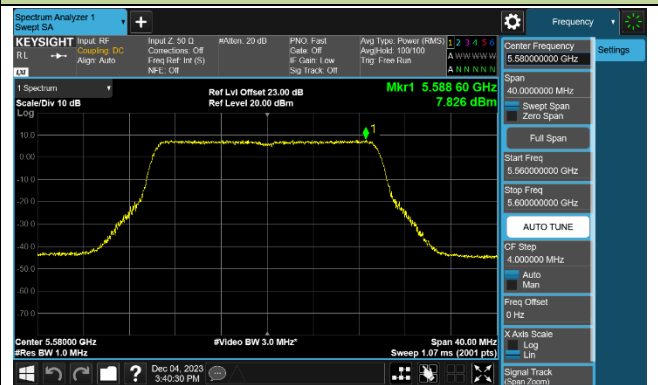 Spectrum Analyzer 1
Swept SA
Frequency
KEYSIGHT
RL
LXI
Input: RF
Coupling: DC
Align: Auto
Input Z: 50 Ω
Corrections: Off
Freq Ref: Int (S)
NFE: Off
#Atten: 20 dB
PNO: Fast
Gate: Off
IF Gain: Low
Sig Track: Off
Avg Type: Power (RMS)
Avg|Hold: 100/100
Trig: Free Run
1 2 3 4 5 6
A W W W W W
A N N N N N
Center Frequency
5.580000000 GHz
Settings
Span
40.0000000 MHz
Swept Span
Zero Span
Full Span
Start Freq
5.560000000 GHz
Stop Freq
5.600000000 GHz
AUTO TUNE
CF Step
4.000000 MHz
Auto
Man
Freq Offset
0 Hz
X Axis Scale
Log
Lin
Signal Track
(Span Zoom)
1 Spectrum
Scale/Div 10 dB
Log
Ref Lvl Offset 23.00 dB
Ref Level 20.00 dBm
Mkr1 5.588 60 GHz
7.826 dBm
1
10.0
0.00
-10.0
-20.0
-30.0
-40.0
-50.0
-60.0
-70.0
Center 5.58000 GHz
#Res BW 1.0 MHz
#Video BW 3.0 MHz*
Span 40.00 MHz
Sweep 1.07 ms (2001 pts)
?
Dec 04, 2023
3:40:30 PM